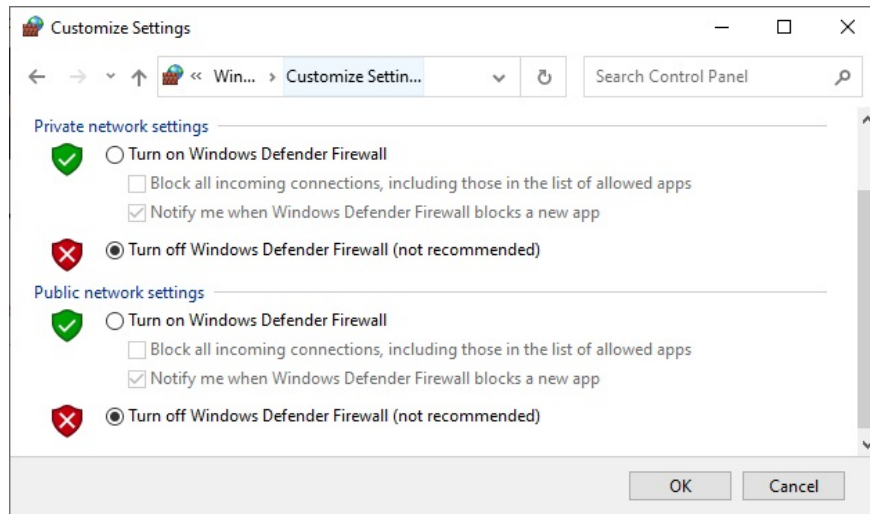 Customize Settings
« Win... › Customize Settin...
Search Control Panel
Private network settings
Turn on Windows Defender Firewall
Block all incoming connections, including those in the list of allowed apps
Notify me when Windows Defender Firewall blocks a new app
Turn off Windows Defender Firewall (not recommended)
Public network settings
Turn on Windows Defender Firewall
Block all incoming connections, including those in the list of allowed apps
Notify me when Windows Defender Firewall blocks a new app
Turn off Windows Defender Firewall (not recommended)
OK Cancel